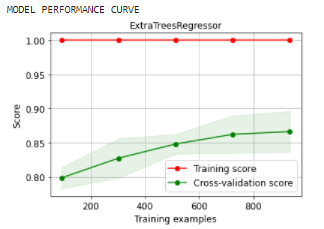 MODEL PERFORMANCE CURVE
ExtraTreesRegressor
1.00
0.95
0.90
0.85
0.80
Score
Training score
Cross-validation score
200 400 600 800
Training examples